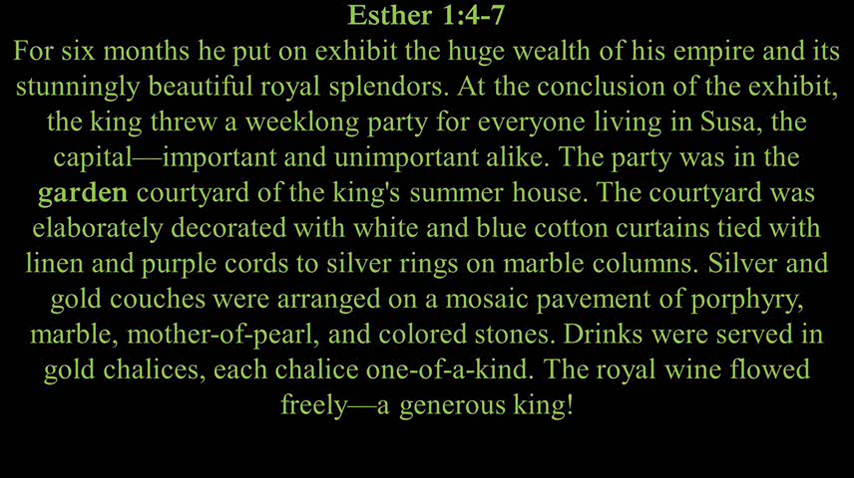 Esther 1:4-7
For six months he put on exhibit the huge wealth of his empire and its
stunningly beautiful royal splendors. At the conclusion of the exhibit,
the king threw a weeklong party for everyone living in Susa, the
capital—important and unimportant alike. The party was in the
garden courtyard of the king's summer house. The courtyard was
elaborately decorated with white and blue cotton curtains tied with
linen and purple cords to silver rings on marble columns. Silver and
gold couches were arranged on a mosaic pavement of porphyry,
marble, mother-of-pearl, and colored stones. Drinks were served in
gold chalices, each chalice one-of-a-kind. The royal wine flowed
freely—a generous king!